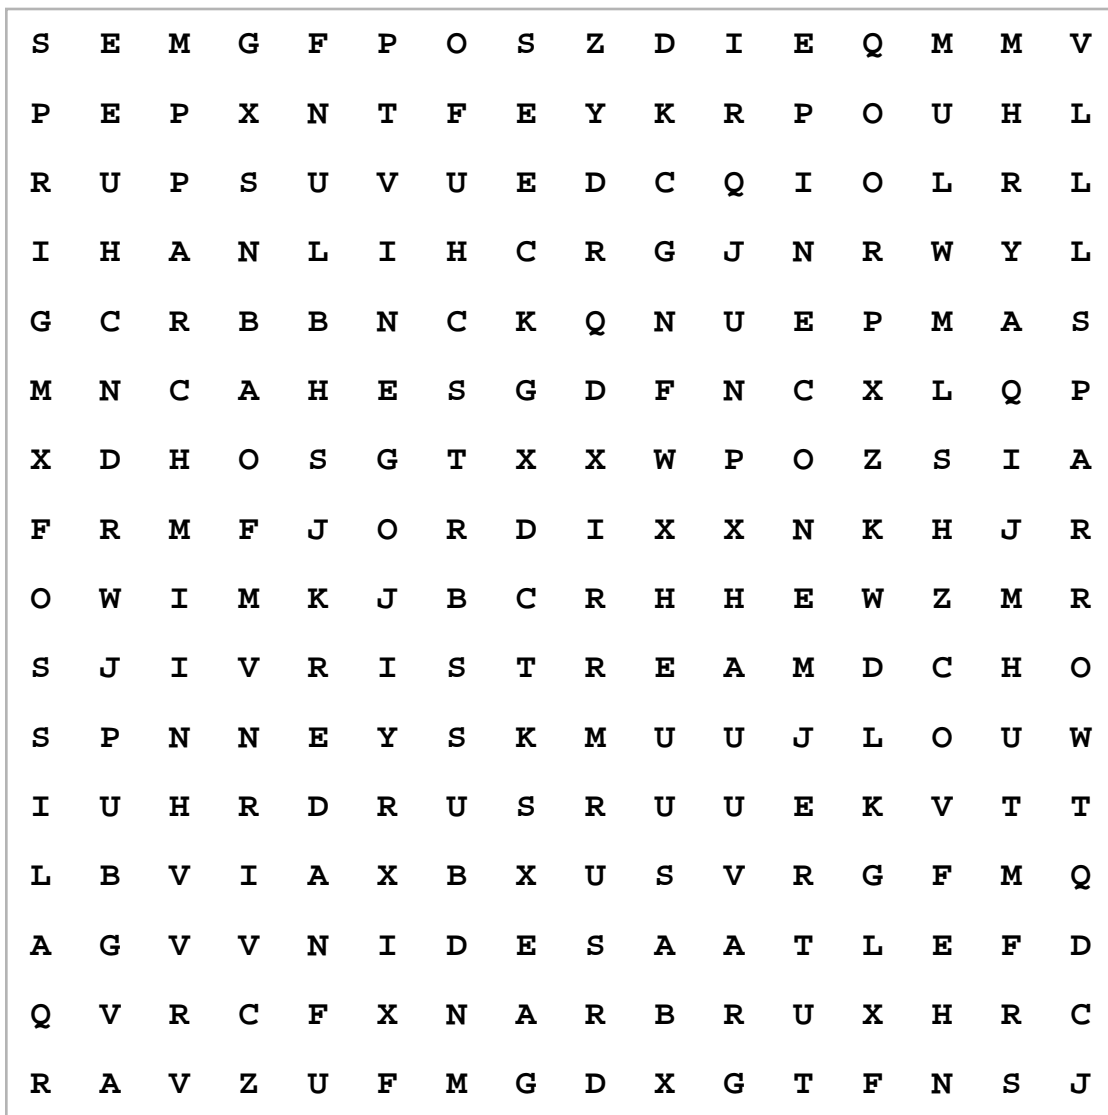 S E M G F P O S Z D I E Q M M V
P E P X N T F E Y K R P O U H L
R U P S U V U E D C Q I O L R L
I H A N L I H C R G J N R W Y L
G C R B B N C K Q N U E P M A S
M N C A H E S G D F N C X L Q P
X D H O S G T X X W P O Z S I A
F R M F J O R D I X X N K H J R
O W I M K J B C R H H E W Z M R
S J I V R I S T R E A M D C H O
S P N N E Y S K M U U J L O U W
I U H R D R U S R U U E K V T T
L B V I A X B X U S V R G F M Q
A G V V N I D E S A A T L E F D
Q V R C F X N A R B R U X H R C
R A V Z U F M G D X G T F N S J